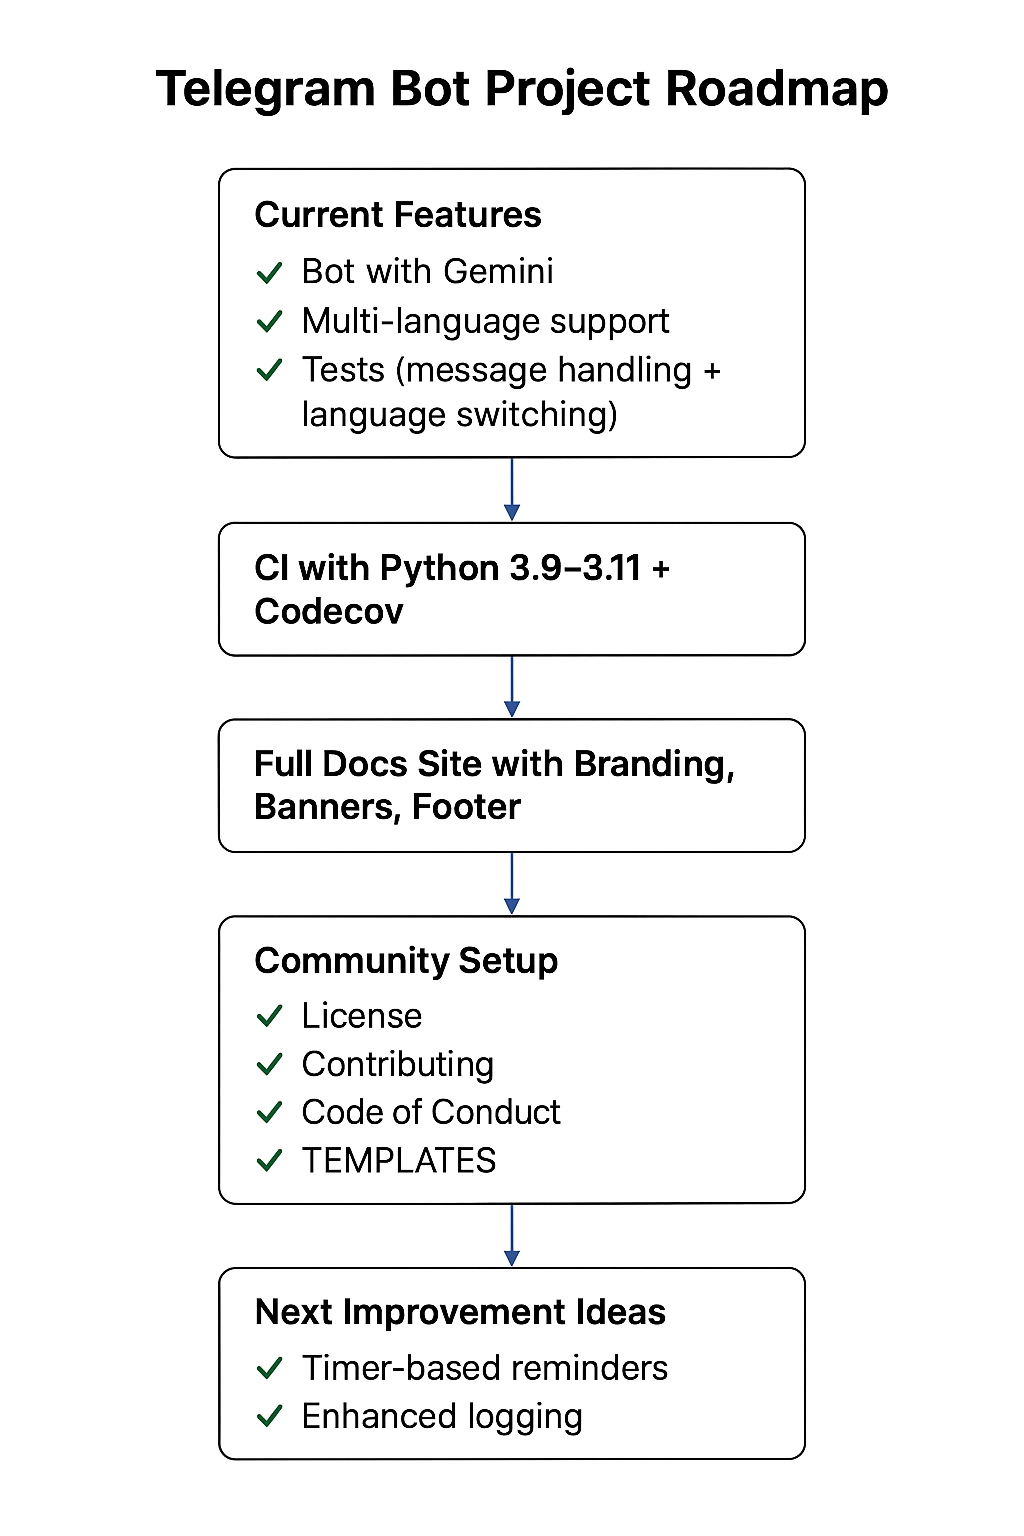 Telegram Bot Project Roadmap
Current Features
✓ Bot with Gemini
✓ Multi-language support
✓ Tests (message handling +
language switching)
CI with Python 3.9–3.11 +
Codecov
Full Docs Site with Branding,
Banners, Footer
Community Setup
✓ License
✓ Contributing
✓ Code of Conduct
✓ TEMPLATES
Next Improvement Ideas
✓ Timer-based reminders
✓ Enhanced logging